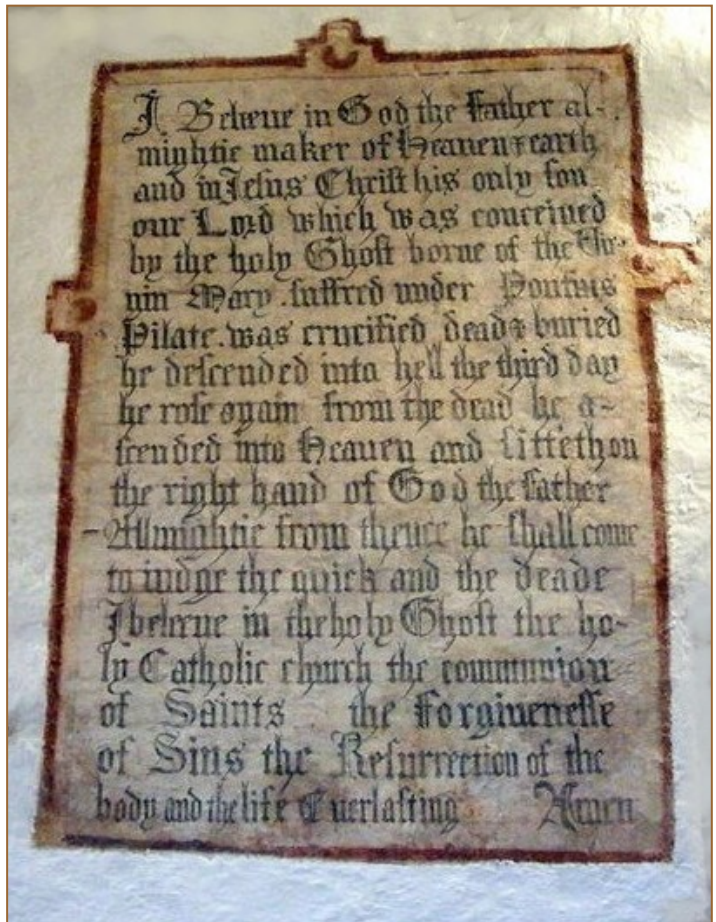 I Beleeue in God the Father al-
mightie maker of Heauen & earth
and in Jesus Christ his only son
our Lord which was conceiued
by the holy Ghost borne of the Vir-
gin Mary. suffred under Pontius
Pilate. was crucified dead & buried
he descended into hell the third day
he rose again from the dead he a-
scended into Heauen and sitteth on
the right hand of God the Father
Allmightie from thence he shall come
to iudge the quick and the deade
I beleeue in the holy Ghost the ho-
ly Catholic church the communion
of Saints the Forgiuenesse
of Sins the Resurrection of the
body and the life Everlasting Amen